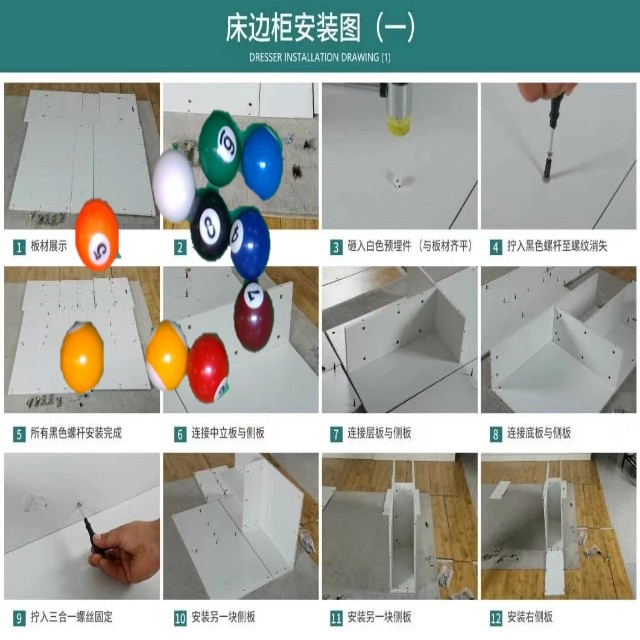 床边柜安装图（一）
DRESSER INSTALLATION DRAWING (1)
1 板材展示
2
3 砸入白色预埋件（与板材齐平）
4 拧入黑色螺杆至螺纹消失
5 所有黑色螺杆安装完成
6 连接中立板与侧板
7 连接层板与侧板
8 连接底板与侧板
9 拧入三合一螺丝固定
10 安装另一块侧板
11 安装另一块侧板
12 安装右侧板
5
8